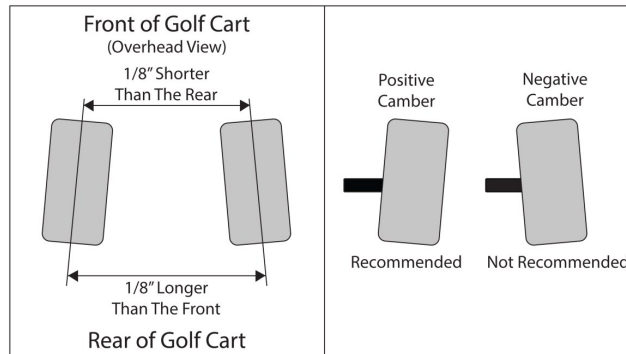 Front of Golf Cart
(Overhead View)
1/8" Shorter
Than The Rear
1/8" Longer
Than The Front
Rear of Golf Cart
Positive
Camber
Negative
Camber
Recommended
Not Recommended